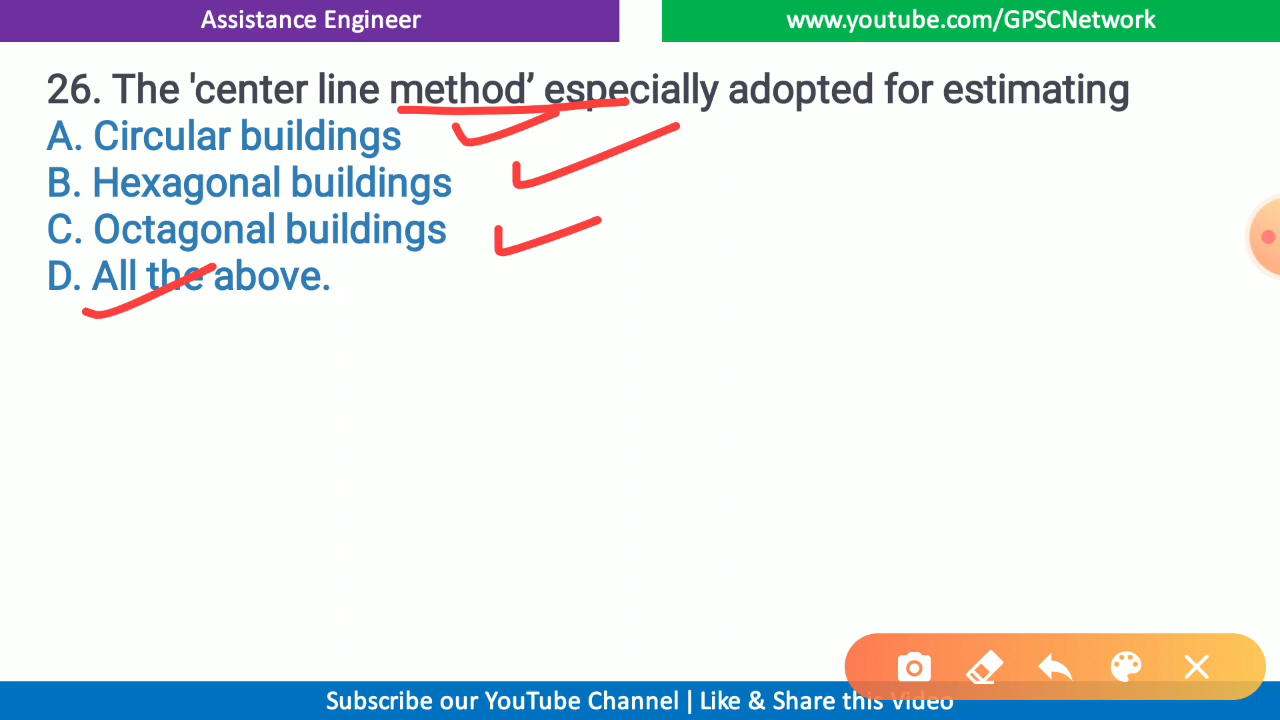 Assistance Engineer
www.youtube.com/GPSCNetwork
26. The 'center line method’ especially adopted for estimating
A. Circular buildings
B. Hexagonal buildings
C. Octagonal buildings
D. All the above.
Subscribe our YouTube Channel | Like & Share this Video